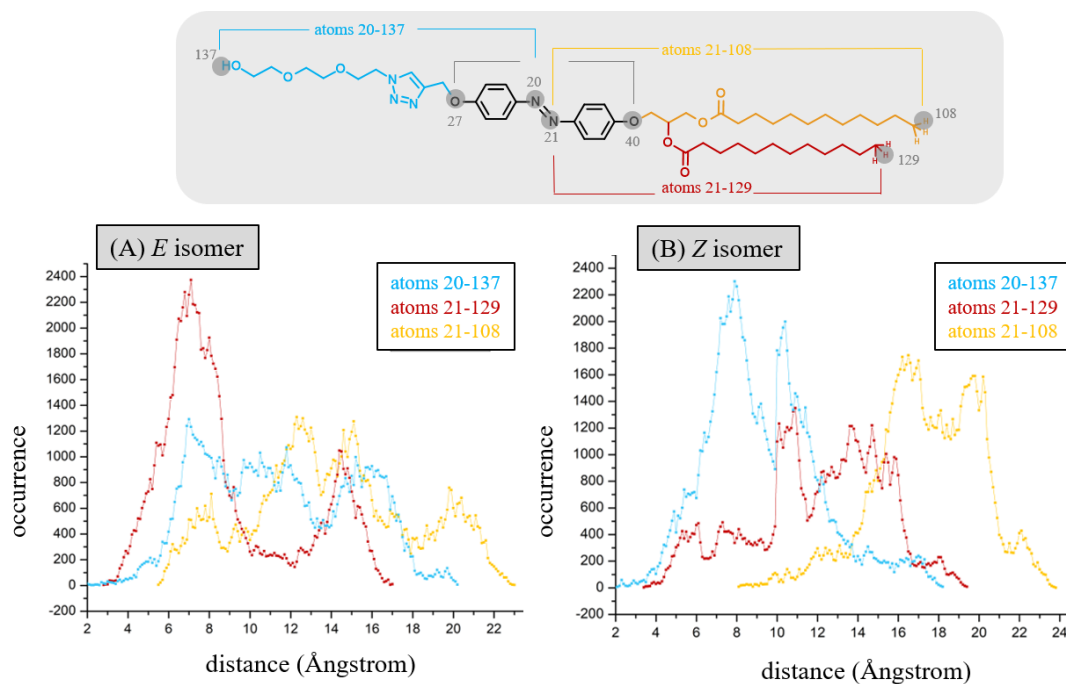 atoms 20-137
atoms 21-108
137
HO
O
O
N
N
N
O
27
20
N
N
21
O
40
O
O
O
O
H
H
H
108
H
H
H
129
atoms 21-129
(A) E isomer
atoms 20-137
atoms 21-129
atoms 21-108
2400
2200
2000
1800
1600
1400
1200
1000
800
600
400
200
0
-200
occurrence
2 4 6 8 10 12 14 16 18 20 22
distance (Ångstrom)
(B) Z isomer
atoms 20-137
atoms 21-129
atoms 21-108
2400
2200
2000
1800
1600
1400
1200
1000
800
600
400
200
0
-200
occurrence
2 4 6 8 10 12 14 16 18 20 22 24
distance (Ångstrom)